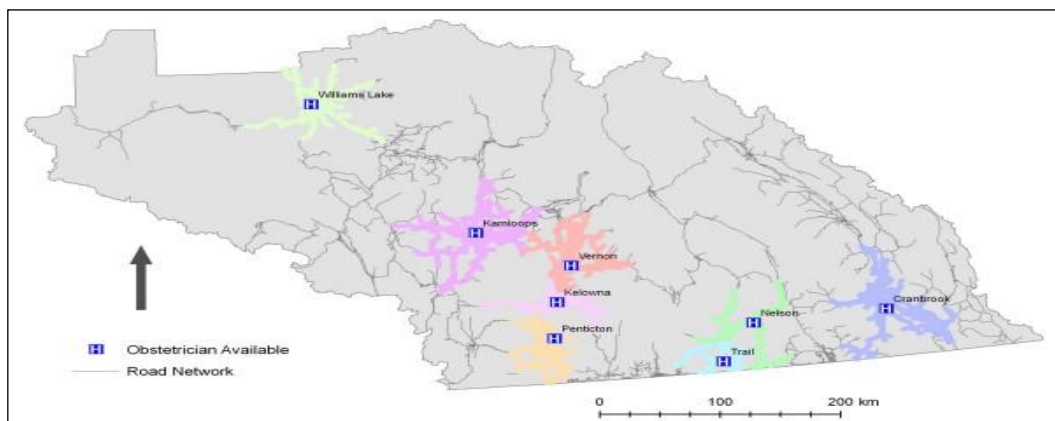 Williams Lake
H
Kamloops
H
H
Vernon
Kelowna
H
Cranbrook
H
Nelson
H
Penticton
H
Trail
H
H
H Obstetrician Available
Road Network
0 100 200 km